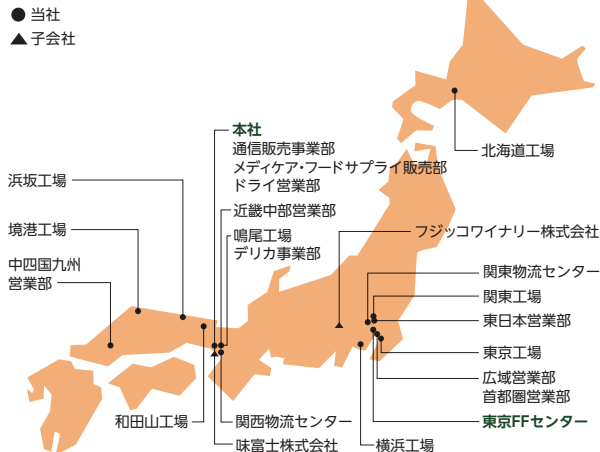 ● 当社
▲ 子会社
本社
通信販売事業部
メディケア・フードサプライ販売部
ドライ営業部
近畿中部営業部
鳴尾工場
デリカ事業部
浜坂工場
境港工場
中四国九州
営業部
和田山工場
関西物流センター
味富士株式会社
北海道工場
フジッコワイナリー株式会社
関東物流センター
関東工場
東日本営業部
東京工場
広域営業部
首都圏営業部
東京FFセンター
横浜工場